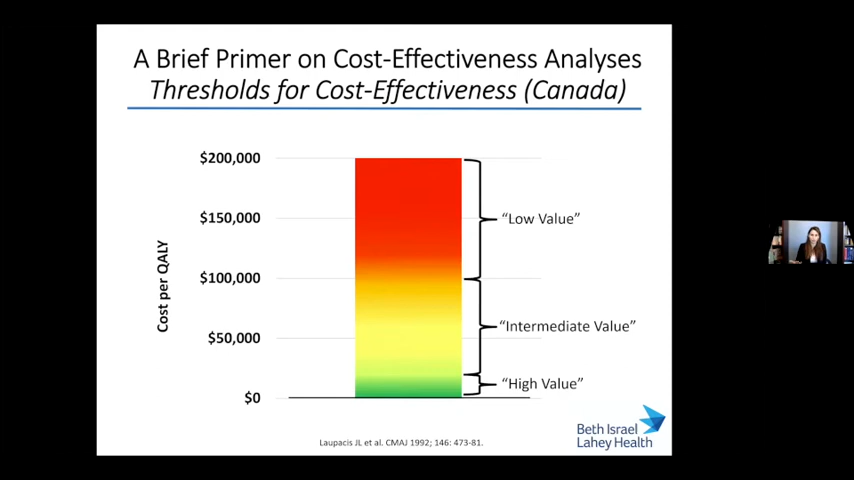 A Brief Primer on Cost-Effectiveness Analyses
Thresholds for Cost-Effectiveness (Canada)
Cost per QALY
$200,000
$150,000
$100,000
$50,000
$0
“Low Value”
“Intermediate Value”
“High Value”
Laupacis JL et al. CMAJ 1992; 146: 473-81.
Beth Israel
Lahey Health